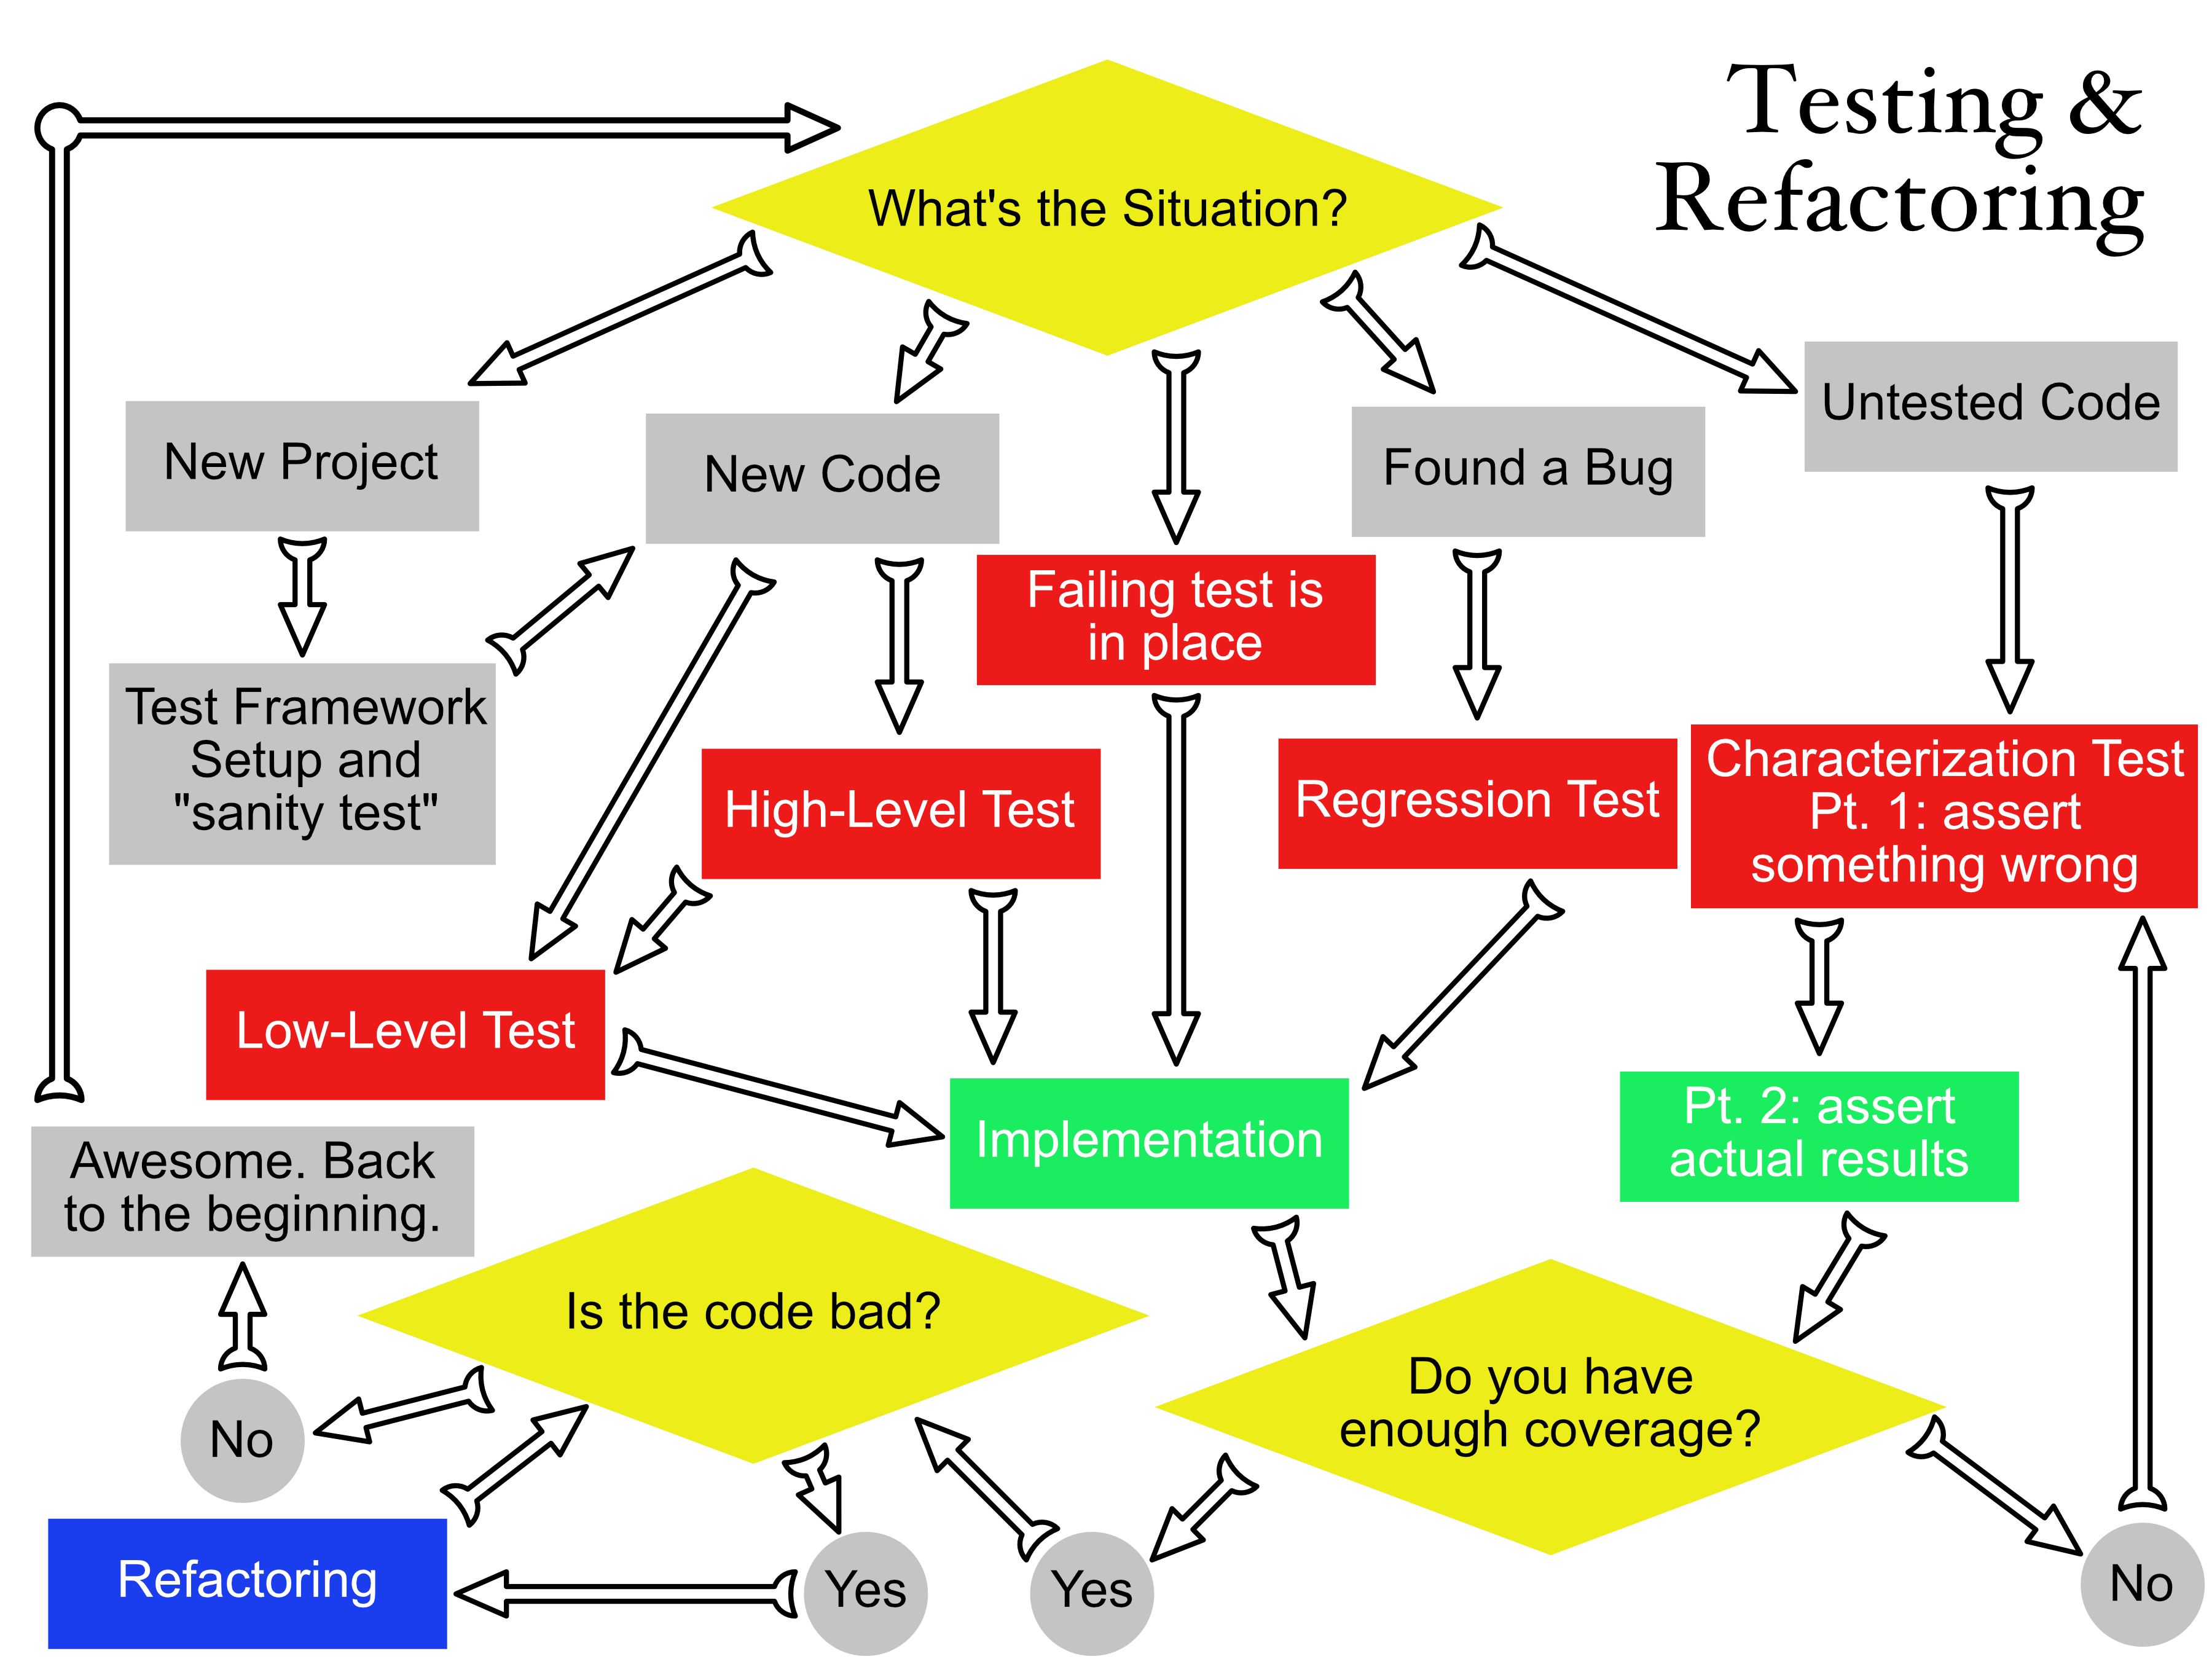 Testing &
Refactoring
What's the Situation?
New Project
New Code
Found a Bug
Untested Code
Failing test is
in place
Test Framework
Setup and
"sanity test"
High-Level Test
Regression Test
Characterization Test
Pt. 1: assert
something wrong
Low-Level Test
Implementation
Pt. 2: assert
actual results
Awesome. Back
to the beginning.
Is the code bad?
Do you have
enough coverage?
No
Refactoring
Yes
Yes
No